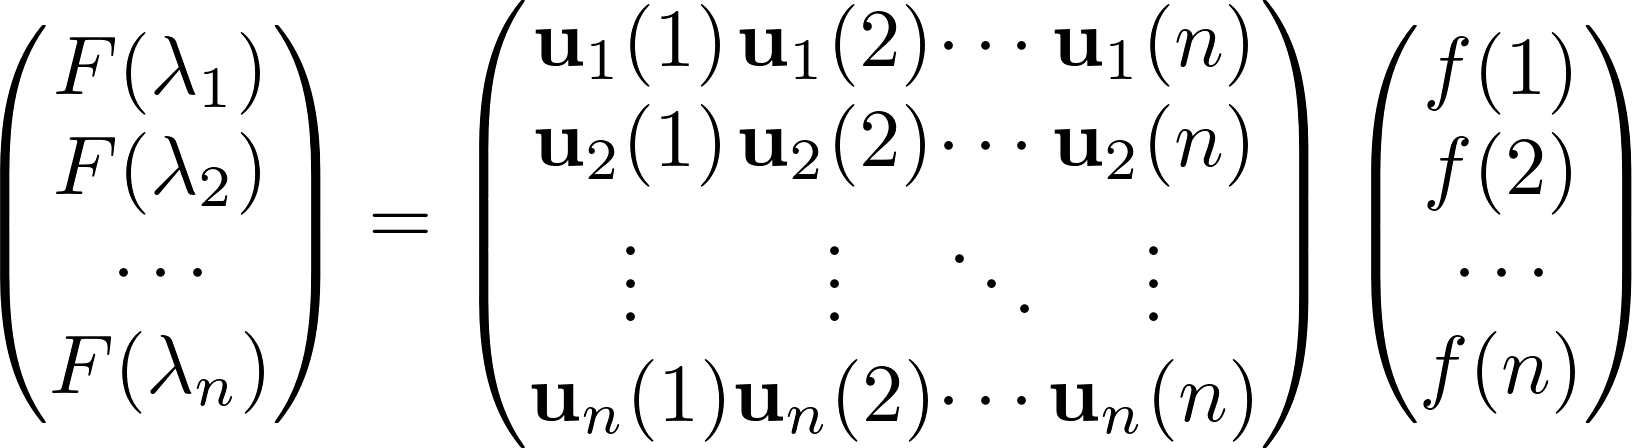 F(λ₁) 𝐮₁(1) 𝐮₁(2) ⋯ 𝐮₁(n) f(1)
F(λ₂) 𝐮₂(1) 𝐮₂(2) ⋯ 𝐮₂(n) f(2)
⋯ = ⋮ ⋮ ⋱ ⋮ ⋯
F(λₙ) 𝐮ₙ(1) 𝐮ₙ(2) ⋯ 𝐮ₙ(n) f(n)